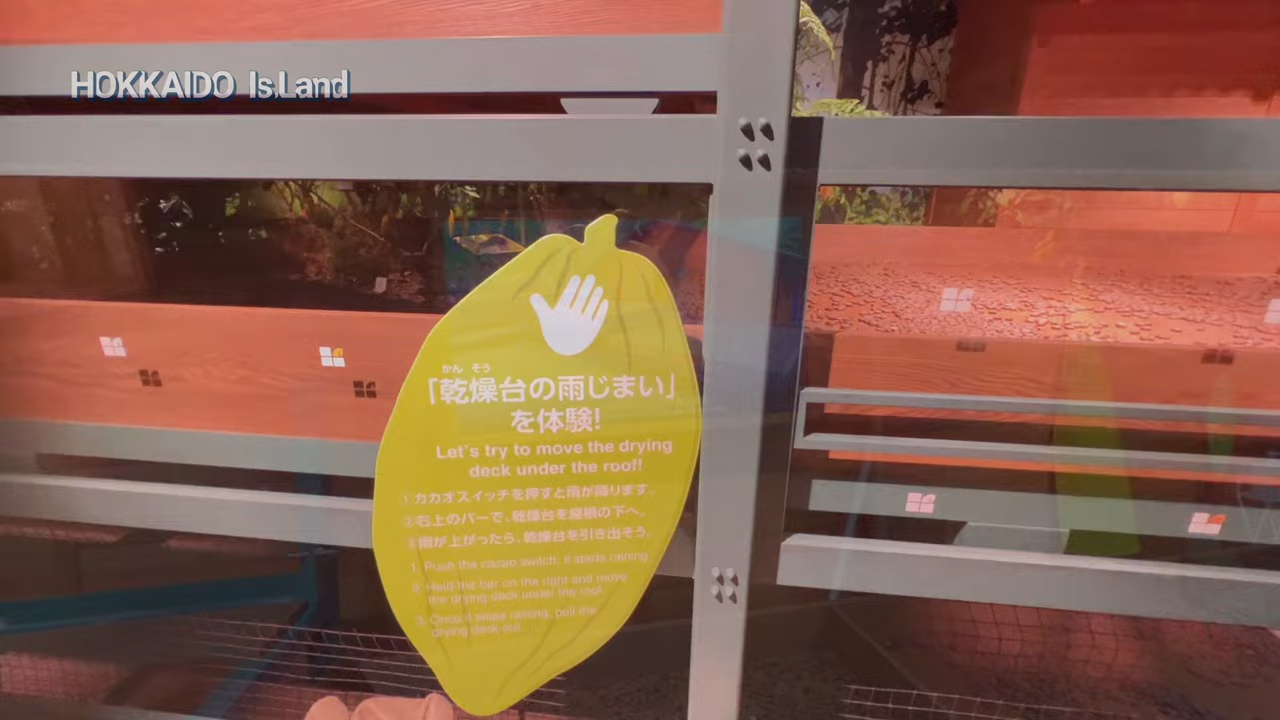 HOKKAIDO Is.Land
かん そう
「乾燥台の雨じまい」
を体験!
Let's try to move the drying
deck under the roof!
①カカオスイッチを押すと雨が降ります。
②右上のバーで、乾燥台を屋根の下へ。
③雨が上がったら、乾燥台を引き出そう。
1. Push the cacao switch, it starts raining.
2. Hold the bar on the right and move
the drying deck under the roof.
3. Once it stops raining, pull the
drying deck out.